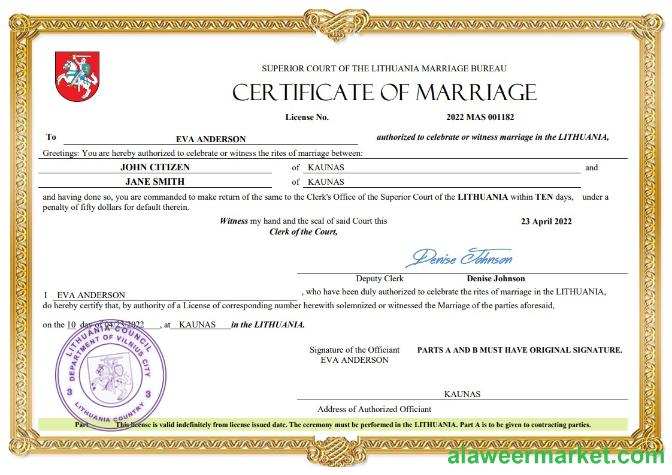 SUPERIOR COURT OF THE LITHUANIA MARRIAGE BUREAU
CERTIFICATE OF MARRIAGE
License No. 2022 MAS 001182
To EVA ANDERSON authorized to celebrate or witness marriage in the LITHUANIA,
Greetings: You are hereby authorized to celebrate or witness the rites of marriage between:
JOHN CITIZEN of KAUNAS and
JANE SMITH of KAUNAS
and having done so, you are commanded to make return of the same to the Clerk's Office of the Superior Court of the LITHUANIA within TEN days, under a
penalty of fifty dollars for default therein.
Witness my hand and the seal of said Court this 23 April 2022
Clerk of the Court,
Denise Johnson
Deputy Clerk Denise Johnson
I EVA ANDERSON , who have been duly authorized to celebrate the rites of marriage in the LITHUANIA,
do hereby certify that, by authority of a License of corresponding number herewith solemnized or witnessed the Marriage of the parties aforesaid,
on the 10 day of 04/23/2022 , at KAUNAS in the LITHUANIA.
LITHUANIA COUNCIL
DEPARTMENT OF VILNIUS CITY
3 3
LITHUANIA COUNTRY
Signature of the Officiant PARTS A AND B MUST HAVE ORIGINAL SIGNATURE.
EVA ANDERSON
KAUNAS
Address of Authorized Officiant
Part This license is valid indefinitely from license issued date. The ceremony must be performed in the LITHUANIA. Part A is to be given to contracting parties.
alaweermarket.com